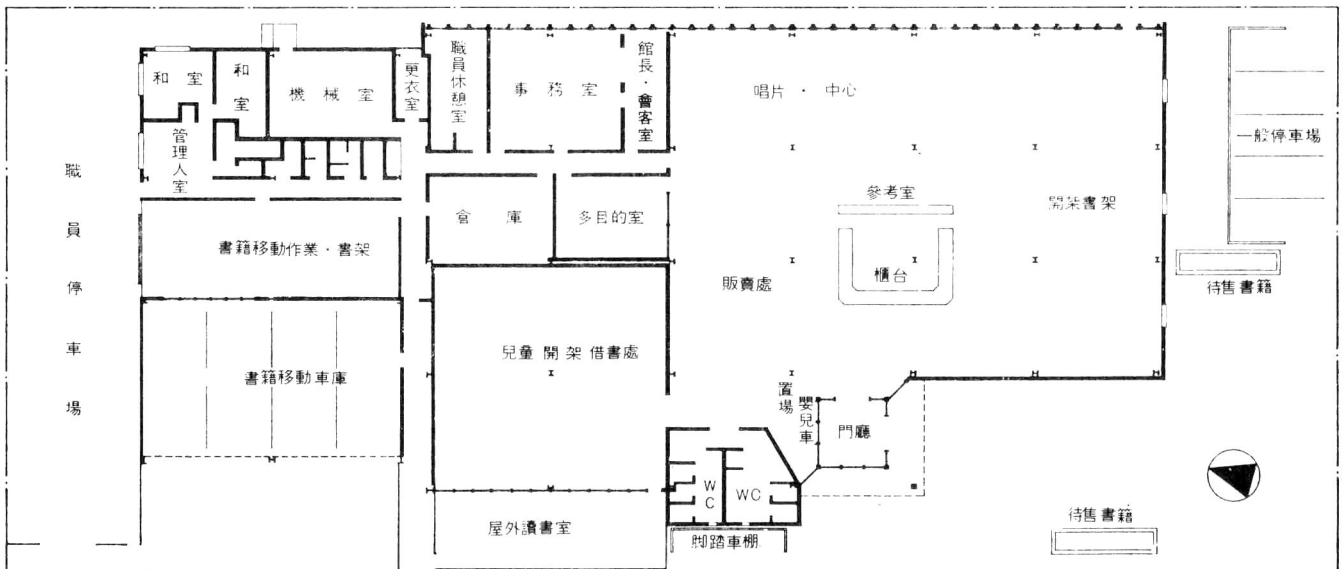 和室
和室
機械室
更衣室
職員休憩室
事務室
館長・會客室
唱片・中心
一般停車場
管理人室
職員停車場
倉庫
多目的室
參考室
開架書架
書籍移動作業・書架
販賣處
櫃台
待售書籍
兒童開架借書處
書籍移動車庫
嬰兒車
置場
門廳
WC
WC
屋外讀書室
脚踏車棚
待售書籍